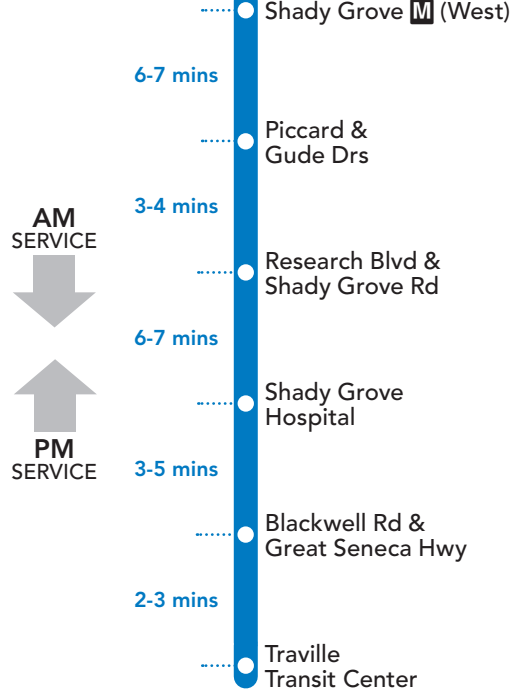 Shady Grove M (West)
6-7 mins
Piccard &
Gude Drs
3-4 mins
AM
SERVICE
Research Blvd &
Shady Grove Rd
6-7 mins
Shady Grove
Hospital
PM
SERVICE
3-5 mins
Blackwell Rd &
Great Seneca Hwy
2-3 mins
Traville
Transit Center